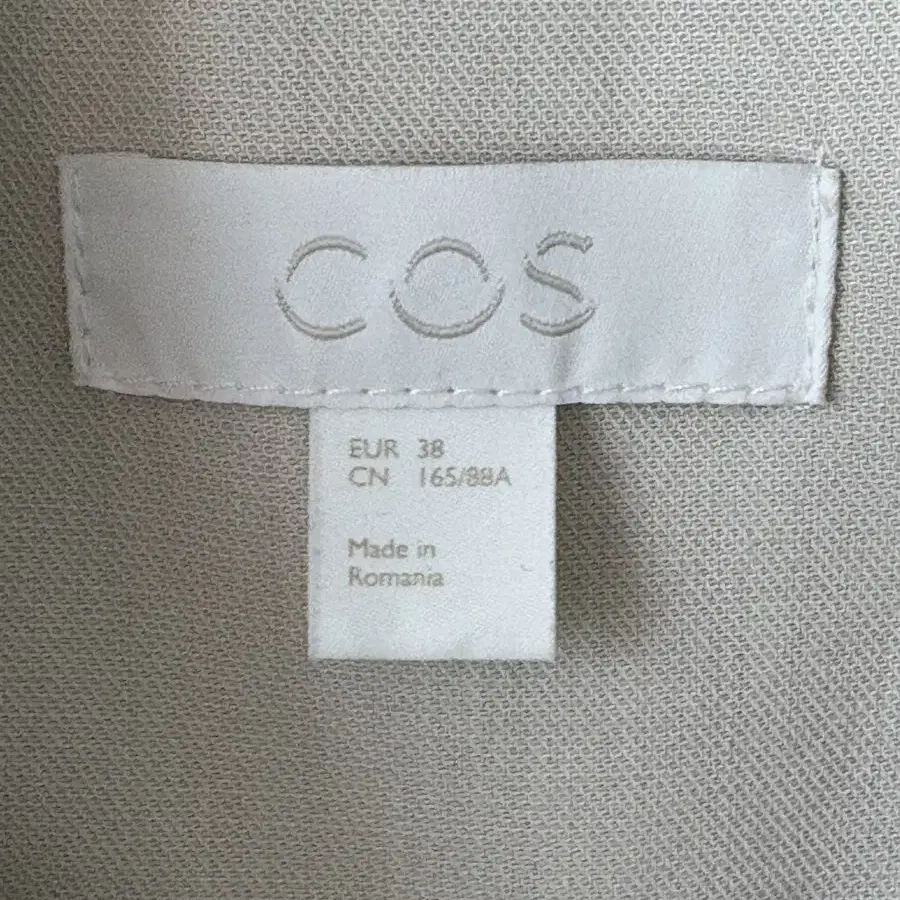 COS
EUR 38
CN 165/88A
Made in
Romania